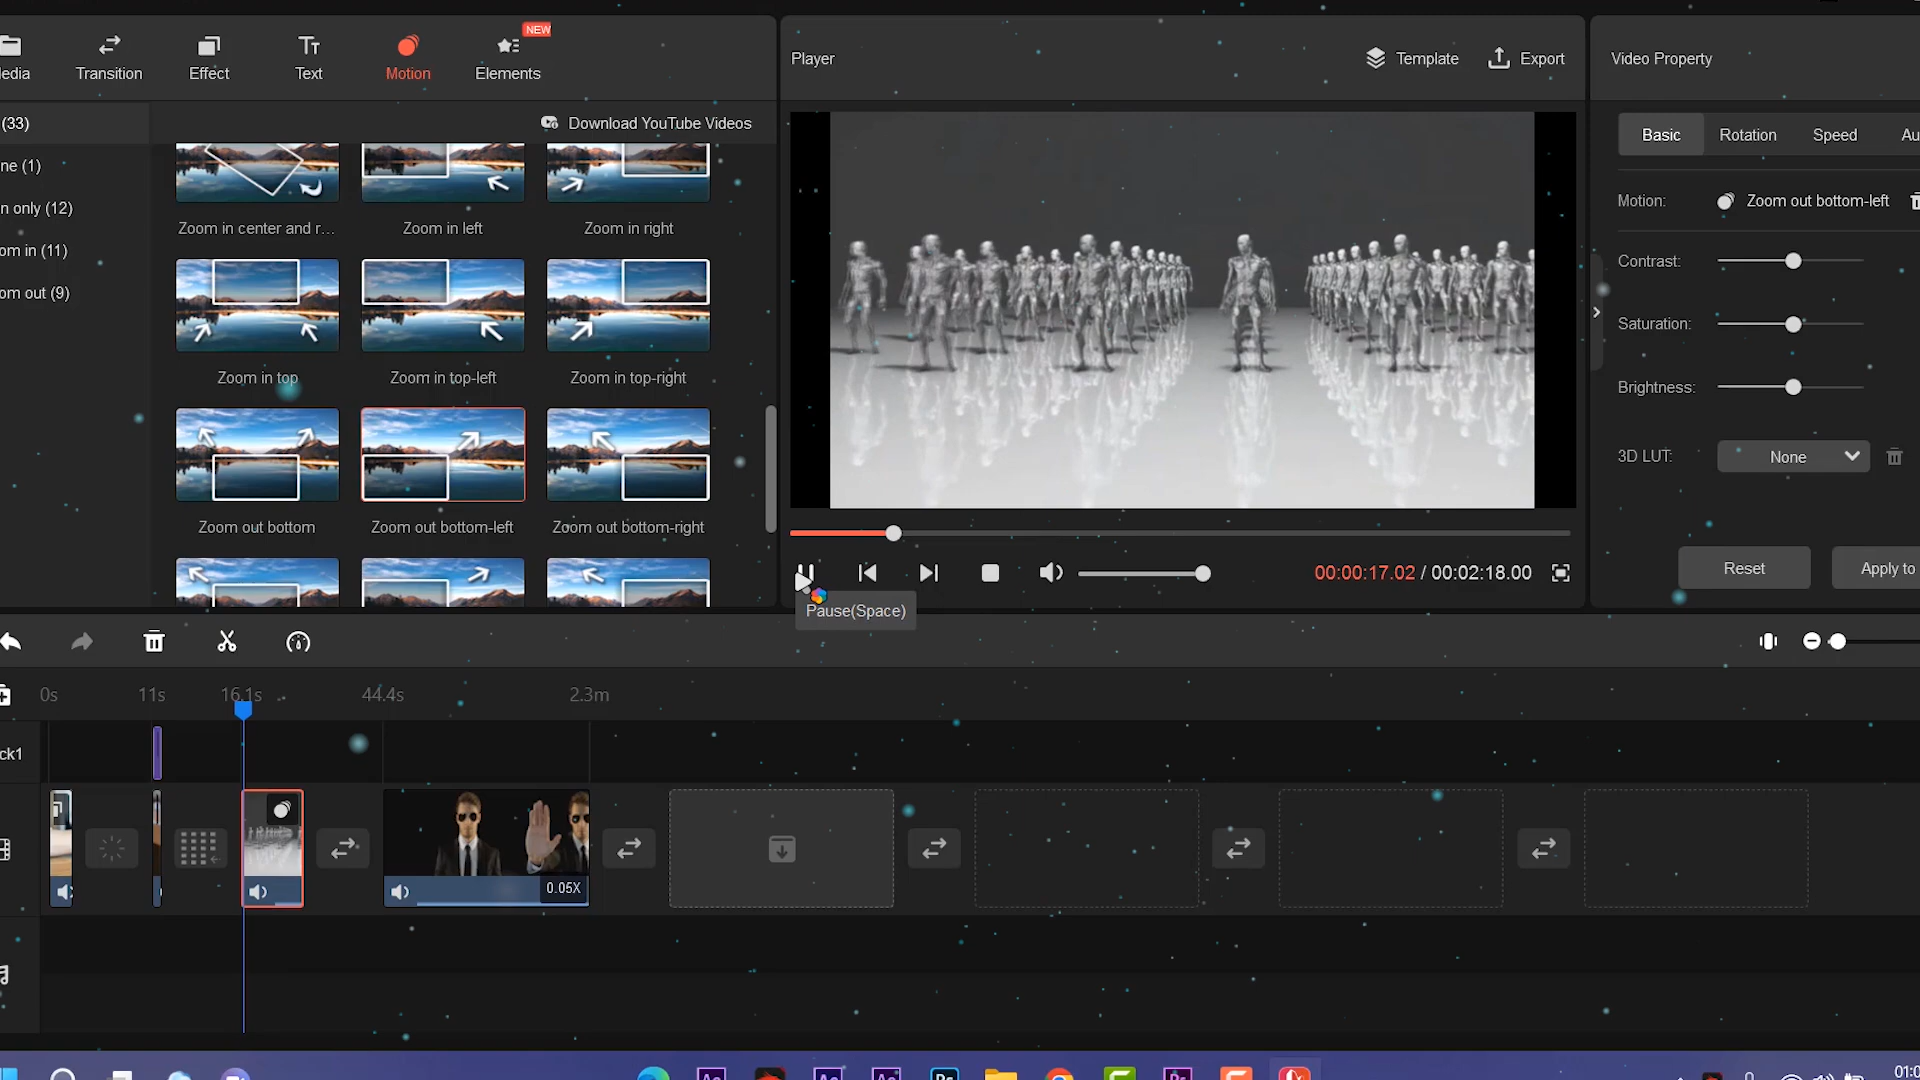 edia
Transition
Effect
Text
Motion
Elements
NEW
Player
Template
Export
Video Property
(33)
ne (1)
n only (12)
om in (11)
om out (9)
Download YouTube Videos
Zoom in center and r...
Zoom in left
Zoom in right
Zoom in top
Zoom in top-left
Zoom in top-right
Zoom out bottom
Zoom out bottom-left
Zoom out bottom-right
00:00:17.02 / 00:02:18.00
Pause(Space)
Basic
Rotation
Speed
Au
Motion:
Zoom out bottom-left
Contrast:
Saturation:
Brightness:
3D LUT:
None
Reset
Apply to
0s
11s
16.1s
44.4s
2.3m
ck1
0.05X